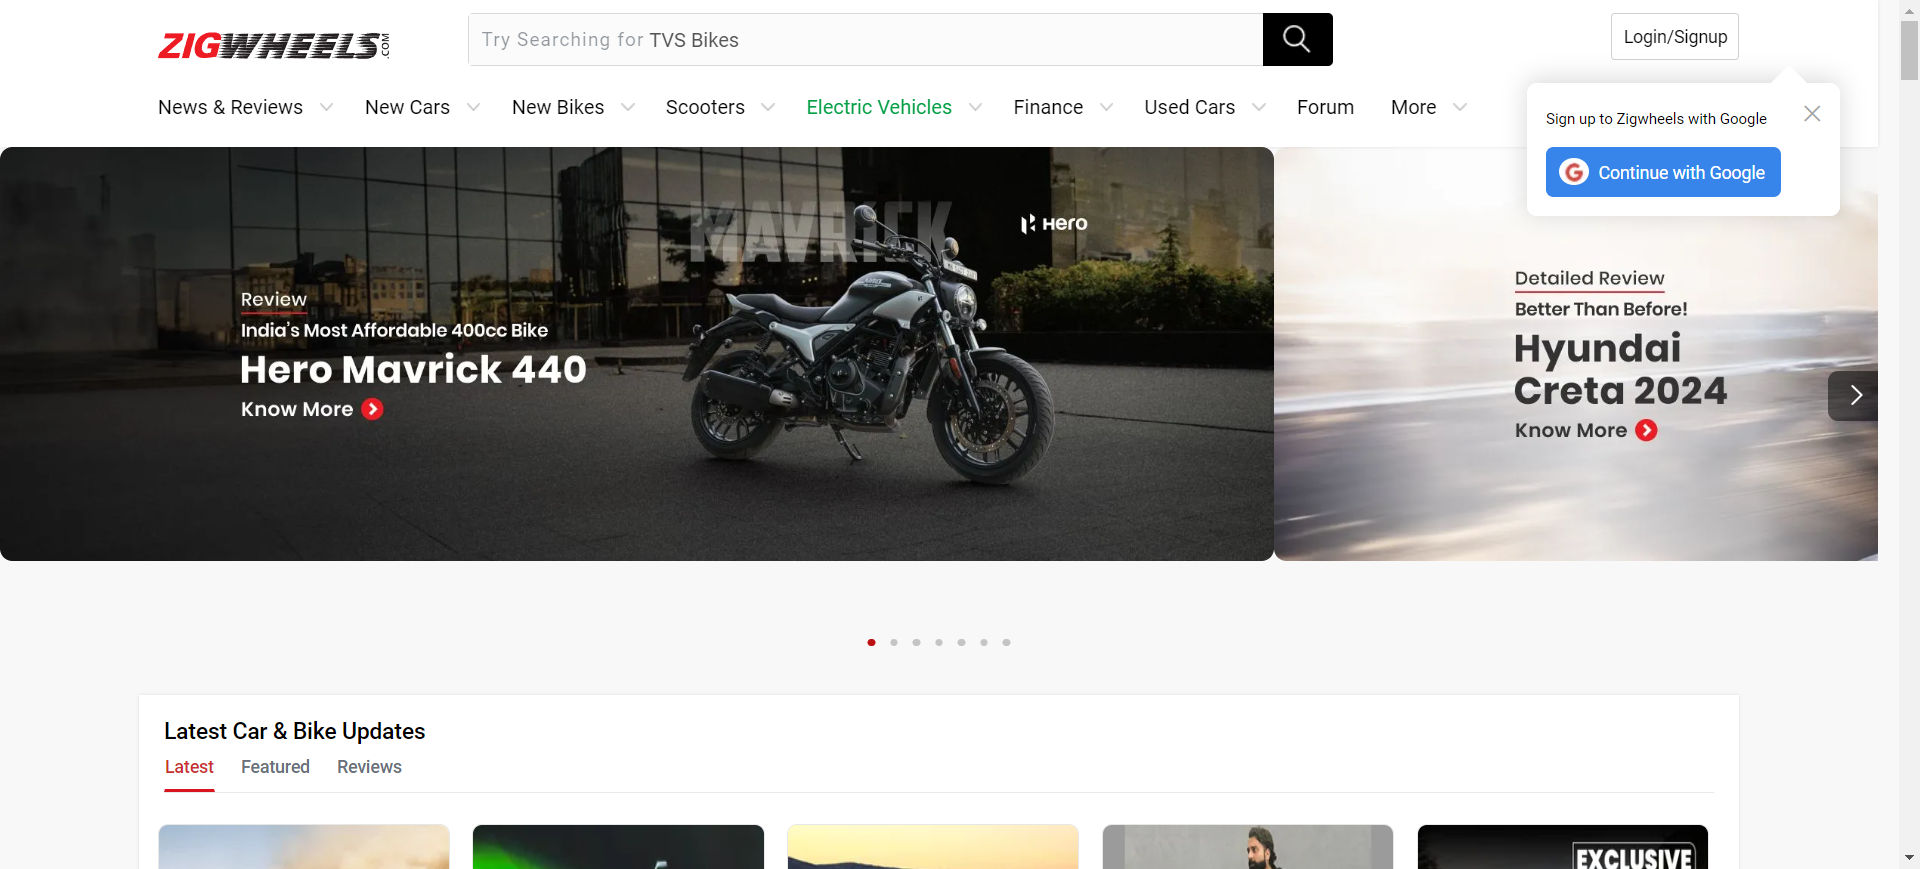 ZIGWHEELS.COM
Try Searching for TVS Bikes
Login/Signup
News & Reviews
New Cars
New Bikes
Scooters
Electric Vehicles
Finance
Used Cars
Forum
More
Sign up to Zigwheels with Google
G Continue with Google
MAVRICK
Hero
Review
India's Most Affordable 400cc Bike
Hero Mavrick 440
Know More
Detailed Review
Better Than Before!
Hyundai
Creta 2024
Know More
Latest Car & Bike Updates
Latest
Featured
Reviews
EXCLUSIVE